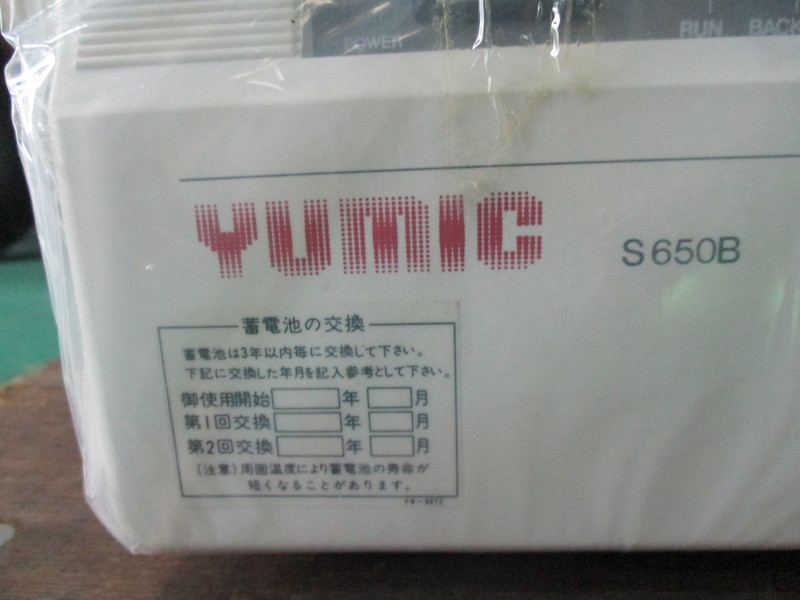 POWER
RUN BACK
YUMIC
S650B
蓄電池の交換
蓄電池は3年以内毎に交換して下さい。
下記に交換した年月を記入参考として下さい。
御使用開始 年 月
第1回交換 年 月
第2回交換 年 月
(注意)周囲温度により蓄電池の寿命が
短くなることがあります。